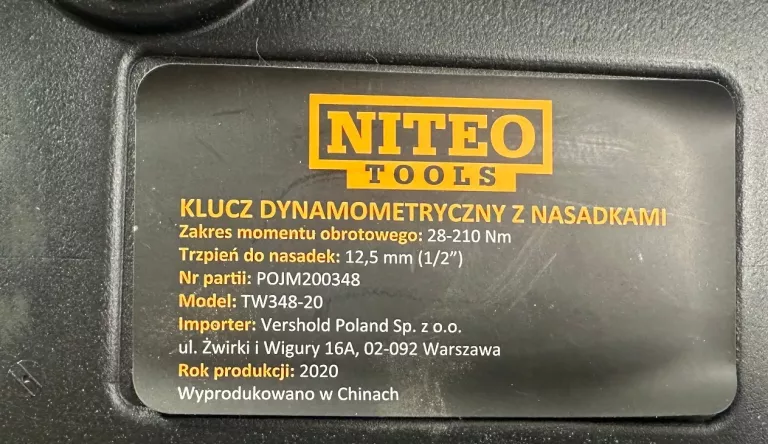 NITEO
TOOLS
KLUCZ DYNAMOMETRYCZNY Z NASADKAMI
Zakres momentu obrotowego: 28-210 Nm
Trzpień do nasadek: 12,5 mm (1/2”)
Nr partii: POJM200348
Model: TW348-20
Importer: Vershold Poland Sp. z o.o.
ul. Żwirki i Wigury 16A, 02-092 Warszawa
Rok produkcji: 2020
Wyprodukowano w Chinach